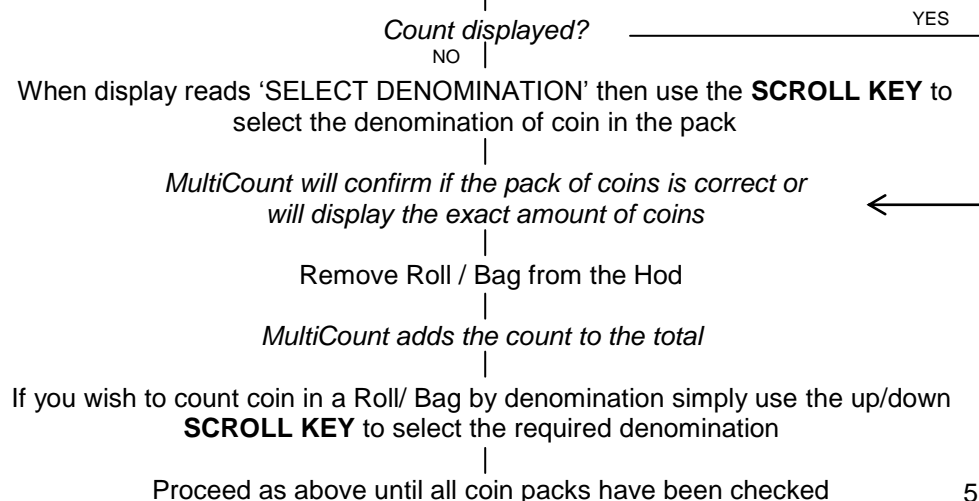 Count displayed?
YES
NO
When display reads ‘SELECT DENOMINATION’ then use the SCROLL KEY to
select the denomination of coin in the pack
MultiCount will confirm if the pack of coins is correct or
will display the exact amount of coins
Remove Roll / Bag from the Hod
MultiCount adds the count to the total
If you wish to count coin in a Roll/ Bag by denomination simply use the up/down
SCROLL KEY to select the required denomination
Proceed as above until all coin packs have been checked
5